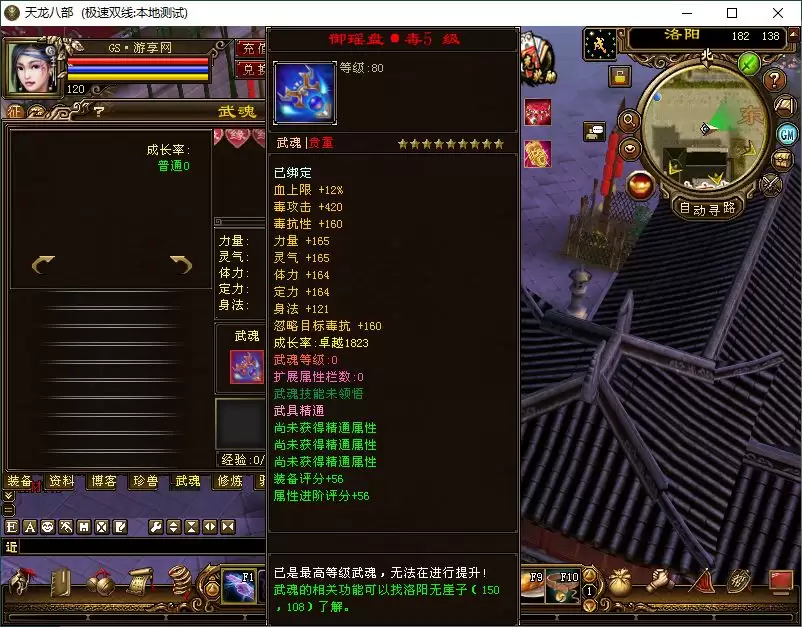 天龙八部 (极速双线:本地测试)
GS·游享网
120
充值
兑换
征
?
武魂
成长率:
普通0
缘
力量:
灵气:
体力:
定力:
身法:
武魂
经验:0/
装备
资料
博客
珍兽
武魂
修炼
骑
近
御瑶盘●毒5 级
等级:80
武魂|贵重
已绑定
血上限 +12%
毒攻击 +420
毒抗性 +160
力量 +165
灵气 +165
体力 +164
定力 +164
身法 +121
忽略目标毒抗 +160
成长率:卓越1823
武魂等级:0
扩展属性栏数:0
武魂技能未领悟
武具精通
尚未获得精通属性
尚未获得精通属性
尚未获得精通属性
装备评分+56
属性进阶评分+56
已是最高等级武魂，无法在进行提升!
武魂的相关功能可以找洛阳无崖子(150
，108)了解。
戌
洛阳
182 138
北
东
GM
自动寻路
F1
F9
F10
1